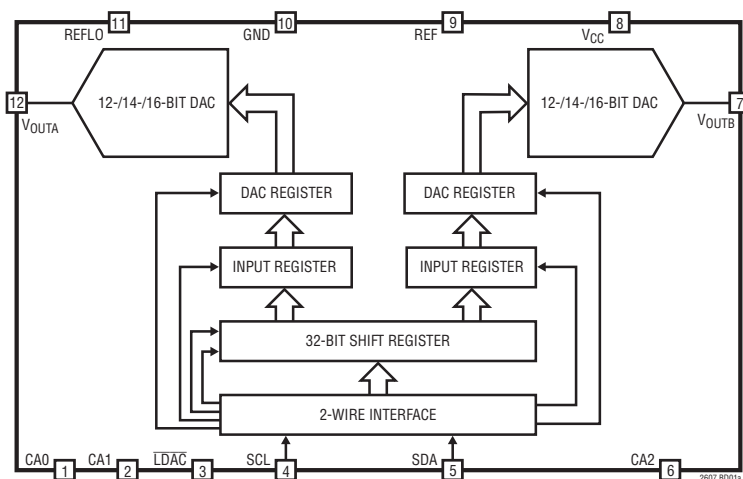 11
10
9
8
REFLO
GND
REF
VCC
12-/14-/16-BIT DAC
12-/14-/16-BIT DAC
12
7
VOUTA
VOUTB
DAC REGISTER
DAC REGISTER
INPUT REGISTER
INPUT REGISTER
32-BIT SHIFT REGISTER
2-WIRE INTERFACE
CA0
CA1
LDAC
SCL
SDA
CA2
1
2
3
4
5
6
2607 BD01a